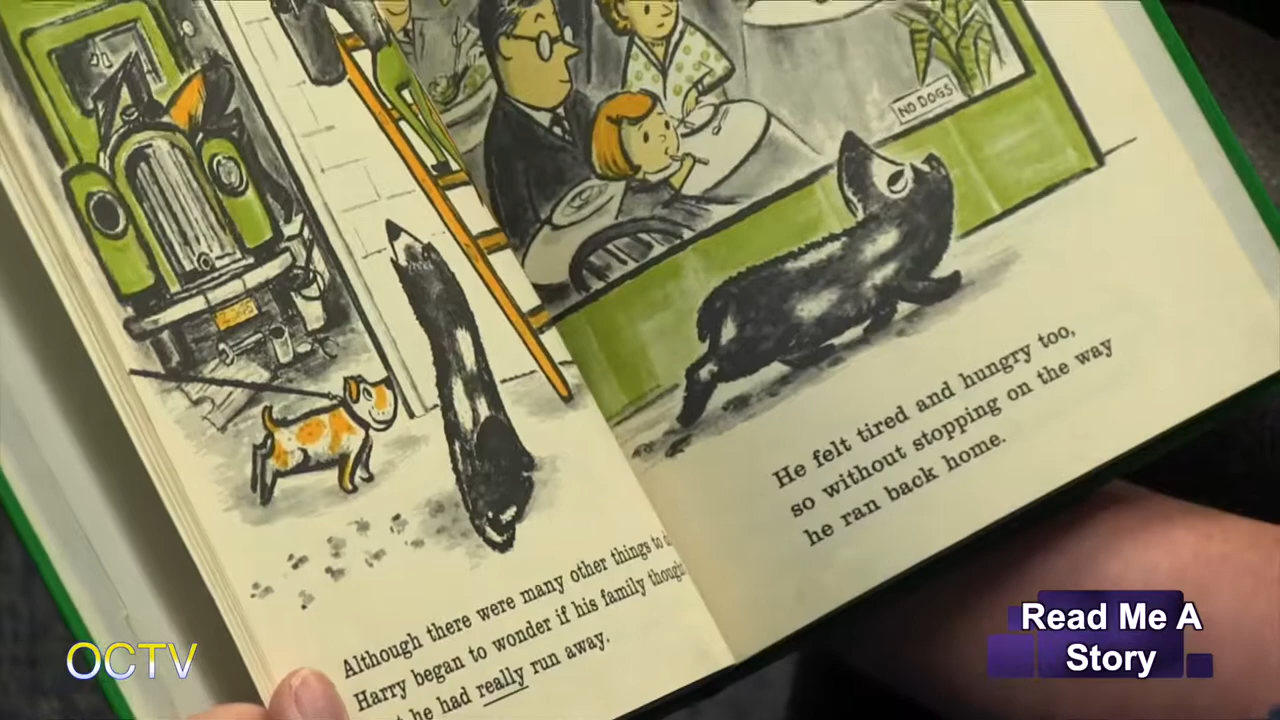 NO DOGS
Although there were many other things to
Harry began to wonder if his family
he had really run away.
He felt tired and hungry too,
so without stopping on the way
he ran back home.
OCTV
Read Me A
Story